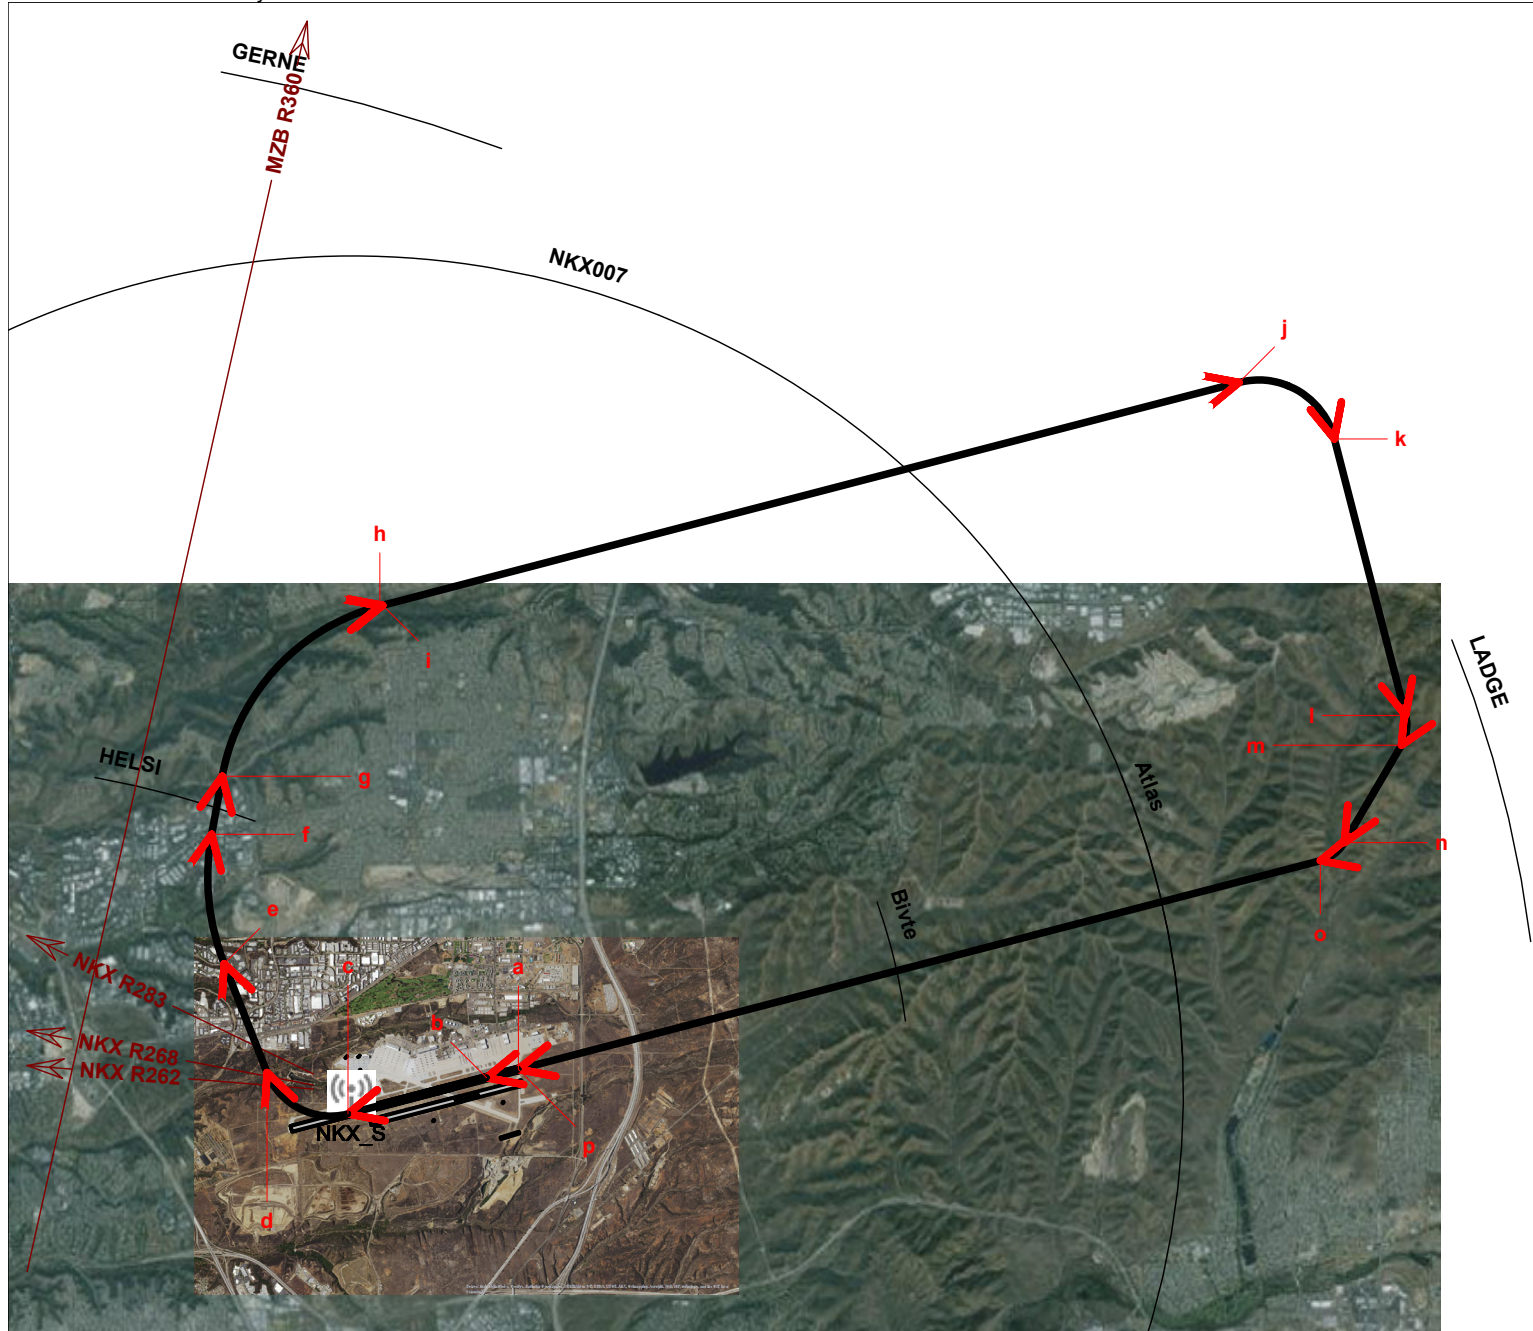 GERNE
MZB R360
NKX007
j
k
h
i
LADGE
l
m
HELSI
g
Atlas
f
n
Bivte
e
o
NKX R283
c
a
b
NKX R268
NKX R262
NKX_S
p
d